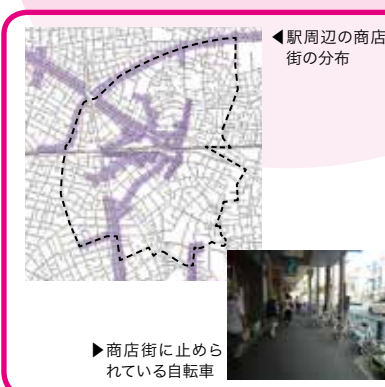 ◀駅周辺の商店
街の分布
▶商店街に止めら
れている自転車